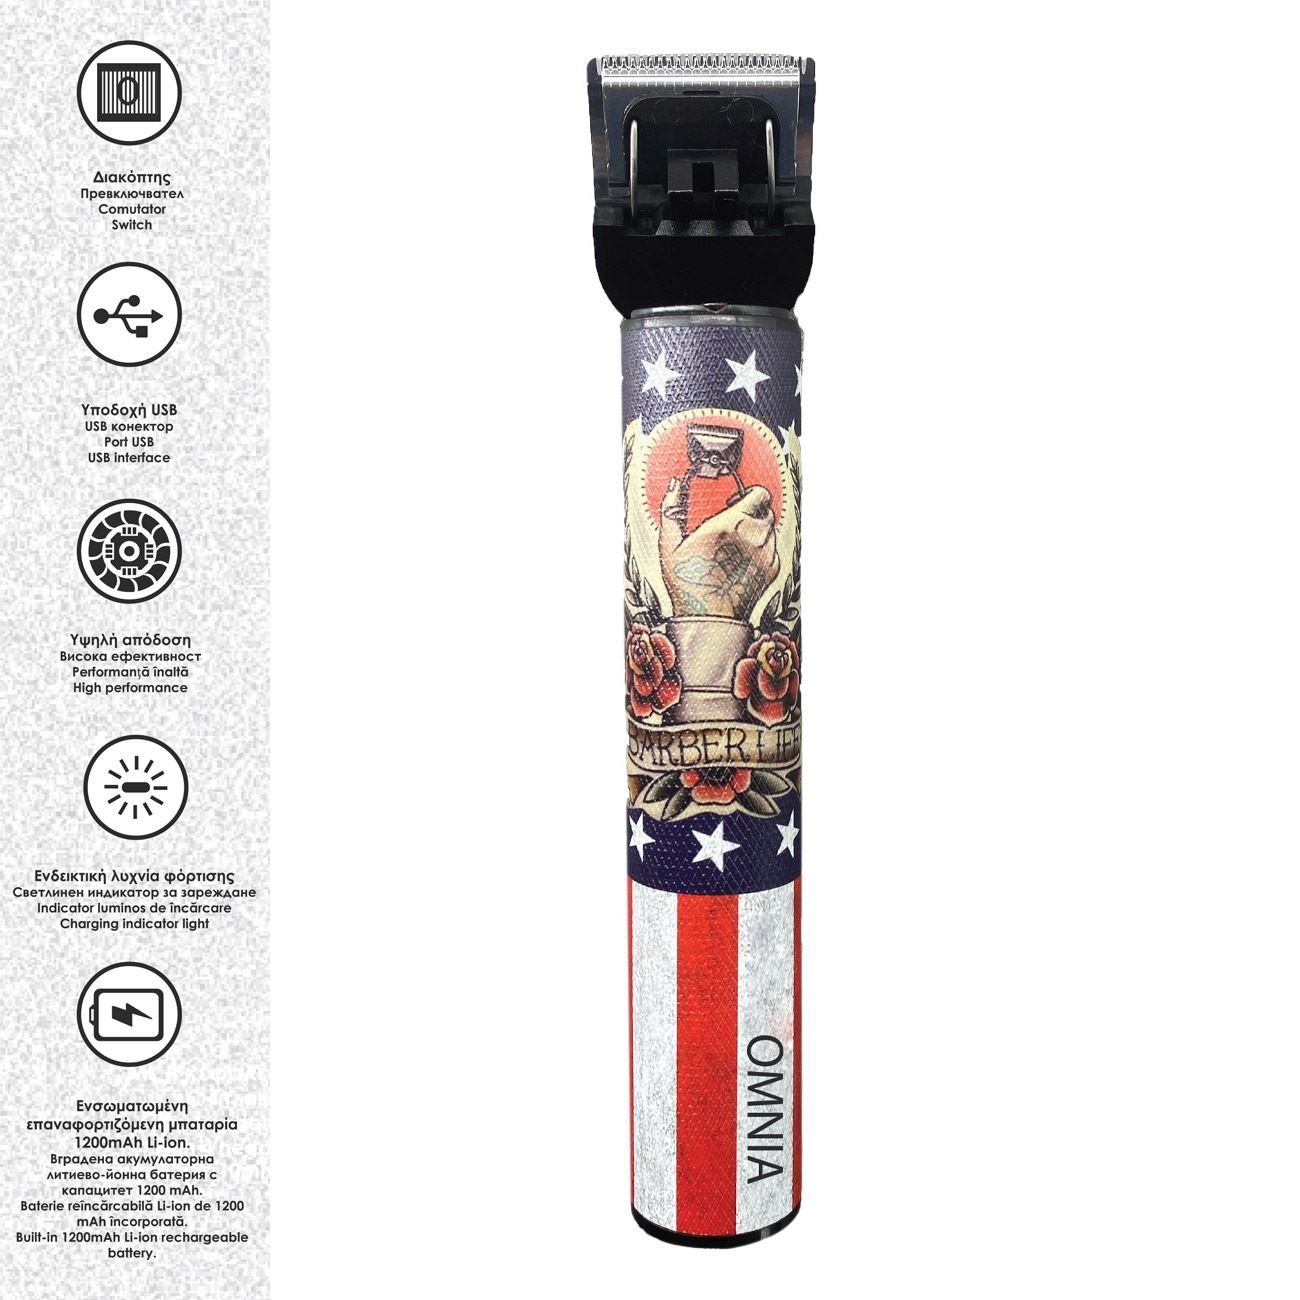 Διακόπτης
Превключвател
Comutator
Switch
Υποδοχή USB
USB конектор
Port USB
USB interface
Υψηλή απόδοση
Висока ефективност
Performanță înaltă
High performance
Ενδεικτική λυχνία φόρτισης
Светлинен индикатор за зареждане
Indicator luminos de încărcare
Charging indicator light
Ενσωματωμένη
επαναφορτιζόμενη μπαταρία
1200mAh Li-ion.
Вградена акумулаторна
литиево-йонна батерия с
капацитет 1200 mAh.
Baterie reîncărcabilă Li-ion de 1200
mAh încorporată.
Built-in 1200mAh Li-ion rechargeable
battery.
BARBER LIFE
OMNIA